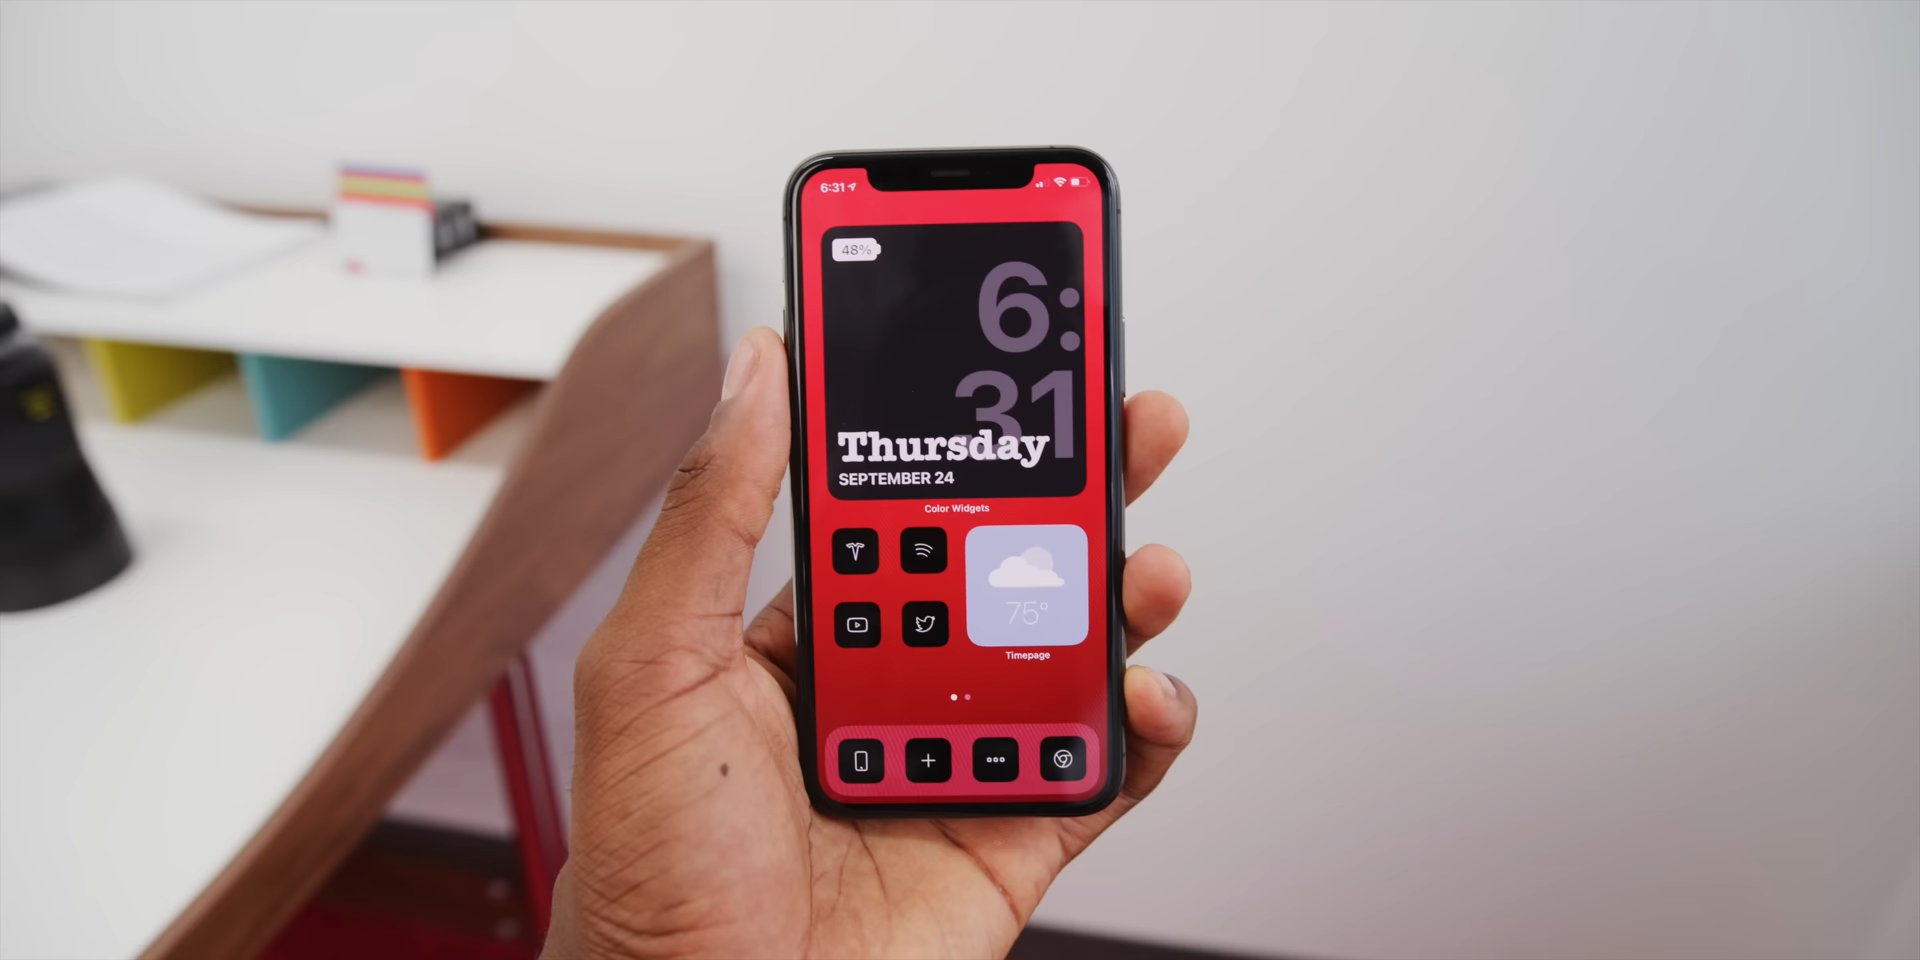 6:31
48%
6:
31
Thursday
SEPTEMBER 24
Color Widgets
75°
Timepage